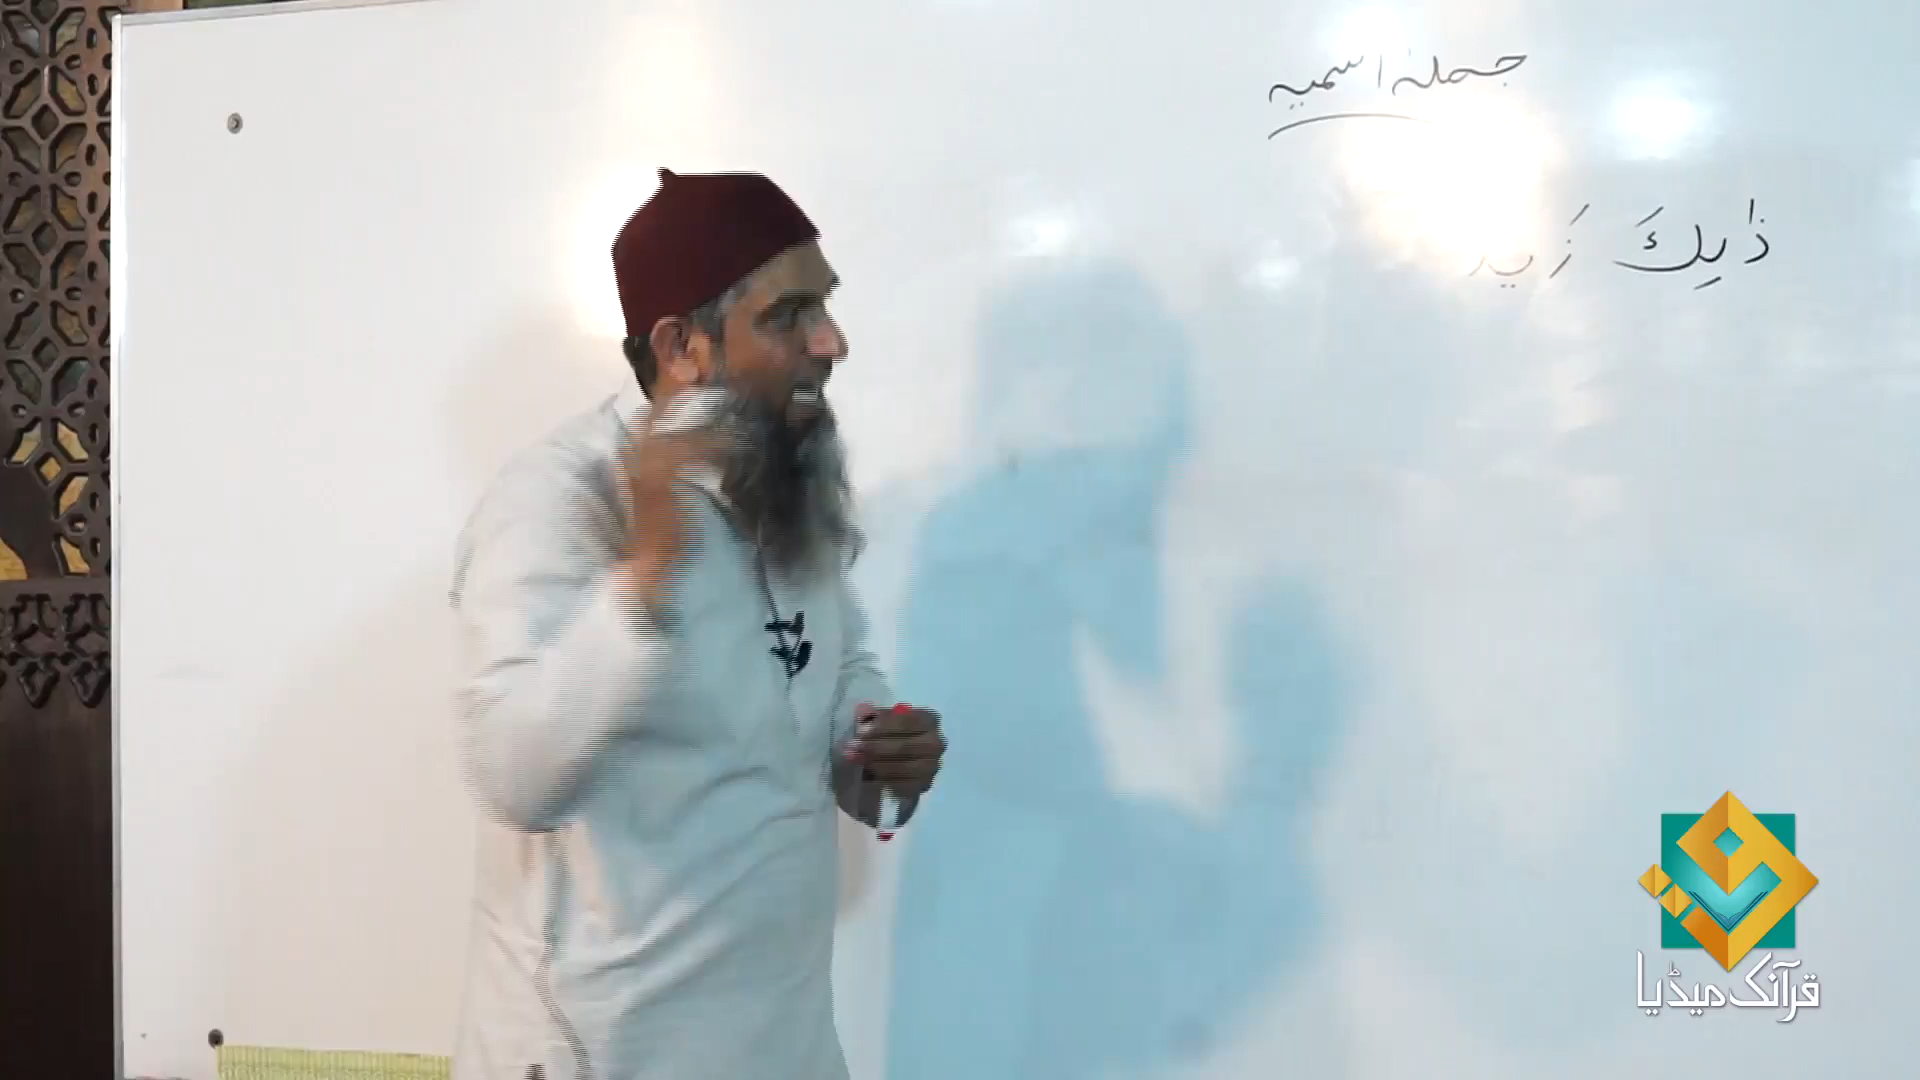 جملہ اسمیہ
ذٰلِكَ زَيد
قرآنک میڈیا